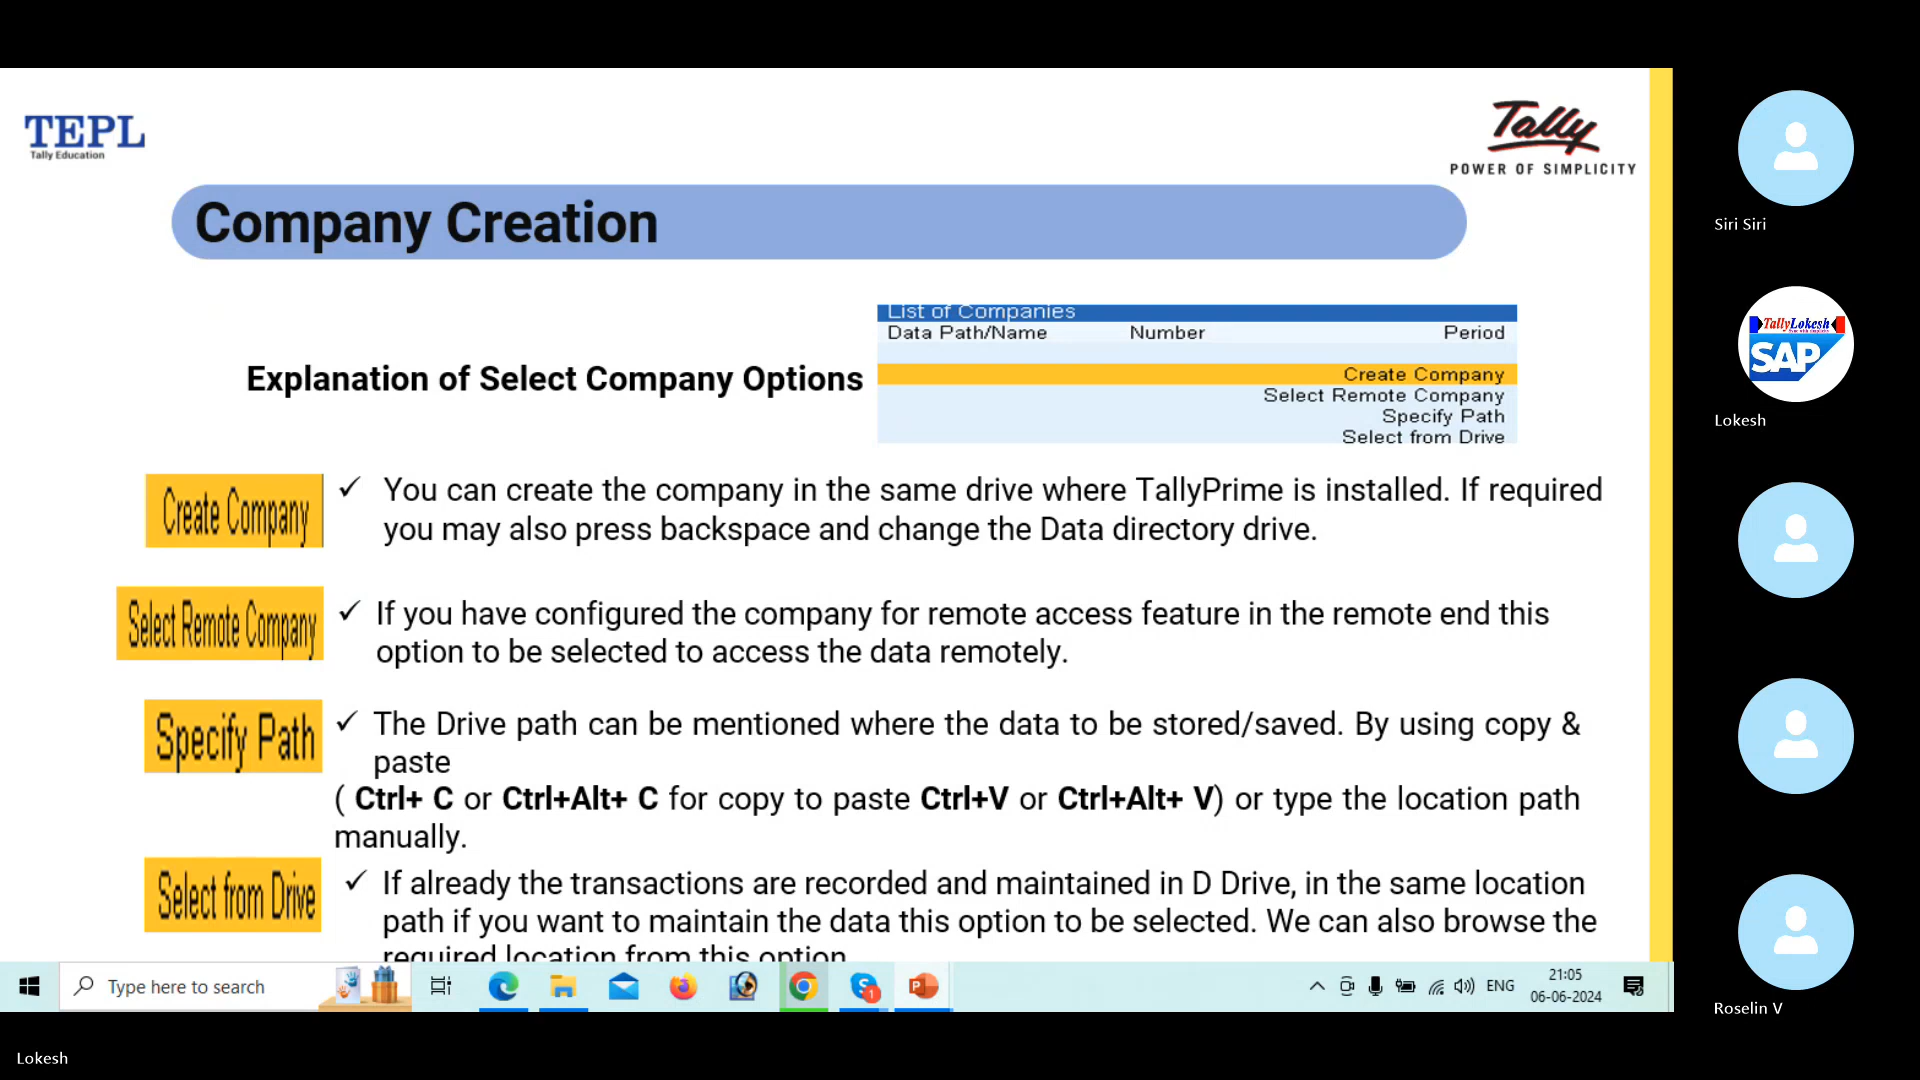 TEPL
Tally Education
Tally
POWER OF SIMPLICITY
Company Creation
Explanation of Select Company Options
List of Companies
Data Path/Name Number Period
Create Company
Select Remote Company
Specify Path
Select from Drive
Create Company
✓ You can create the company in the same drive where TallyPrime is installed. If required
you may also press backspace and change the Data directory drive.
Select Remote Company
✓ If you have configured the company for remote access feature in the remote end this
option to be selected to access the data remotely.
Specify Path
✓ The Drive path can be mentioned where the data to be stored/saved. By using copy &
paste
( Ctrl+ C or Ctrl+Alt+ C for copy to paste Ctrl+V or Ctrl+Alt+ V) or type the location path
manually.
Select from Drive
✓ If already the transactions are recorded and maintained in D Drive, in the same location
path if you want to maintain the data this option to be selected. We can also browse the
required location from this option.
Type here to search
1
ENG
21:05
06-06-2024
Siri Siri
TallyLokesh
SAP
Lokesh
Roselin V
Lokesh